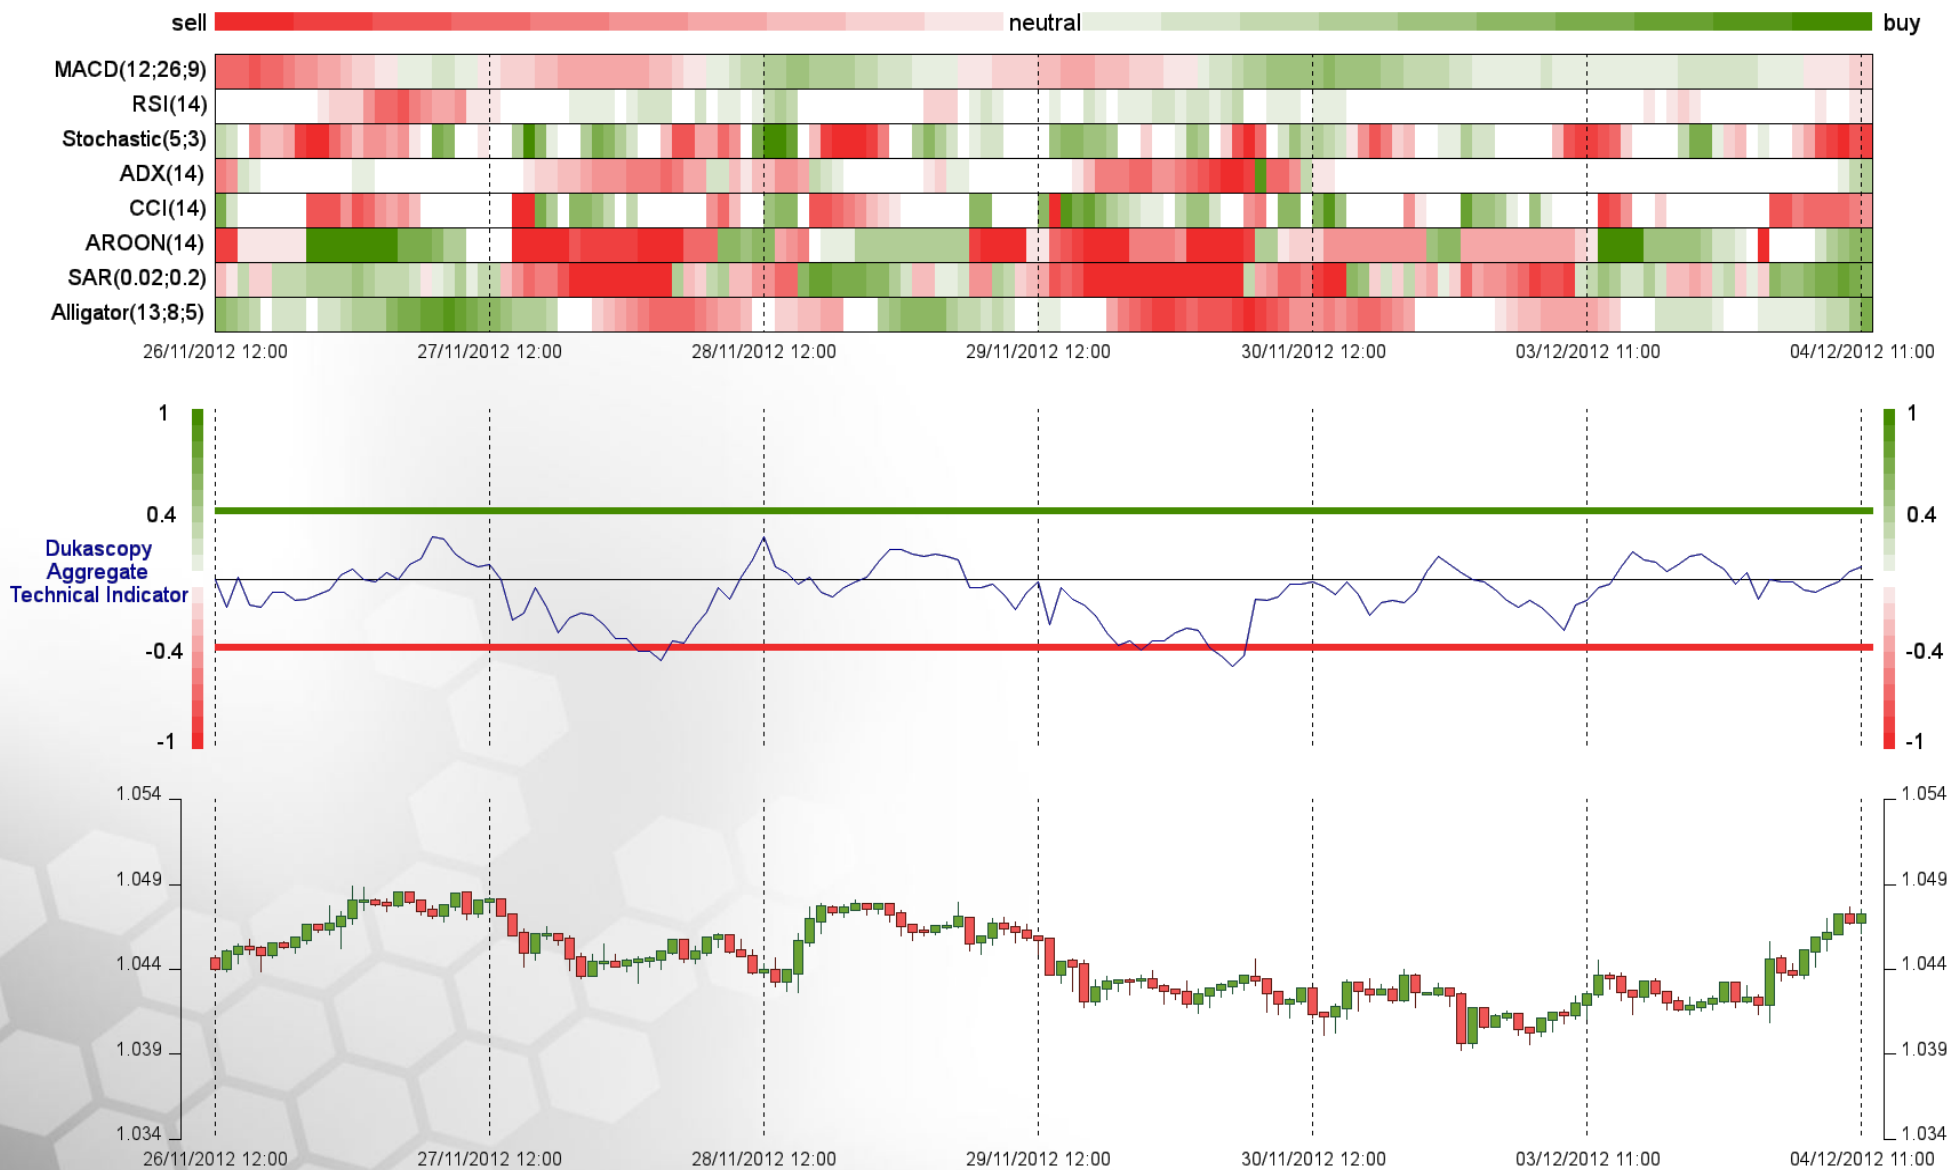 sell neutral buy
MACD(12;26;9)
RSI(14)
Stochastic(5;3)
ADX(14)
CCI(14)
AROON(14)
SAR(0.02;0.2)
Alligator(13;8;5)
26/11/2012 12:00 27/11/2012 12:00 28/11/2012 12:00 29/11/2012 12:00 30/11/2012 12:00 03/12/2012 11:00 04/12/2012 11:00
1 1
0.4 0.4
Dukascopy
Aggregate
Technical Indicator
-0.4 -0.4
-1 -1
1.054 1.054
1.049 1.049
1.044 1.044
1.039 1.039
1.034 1.034
26/11/2012 12:00 27/11/2012 12:00 28/11/2012 12:00 29/11/2012 12:00 30/11/2012 12:00 03/12/2012 11:00 04/12/2012 11:00